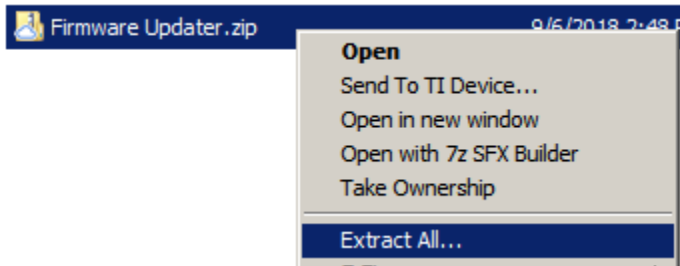 Firmware Updater.zip 9/6/2018 2:48
Open
Send To TI Device...
Open in new window
Open with 7z SFX Builder
Take Ownership
Extract All...